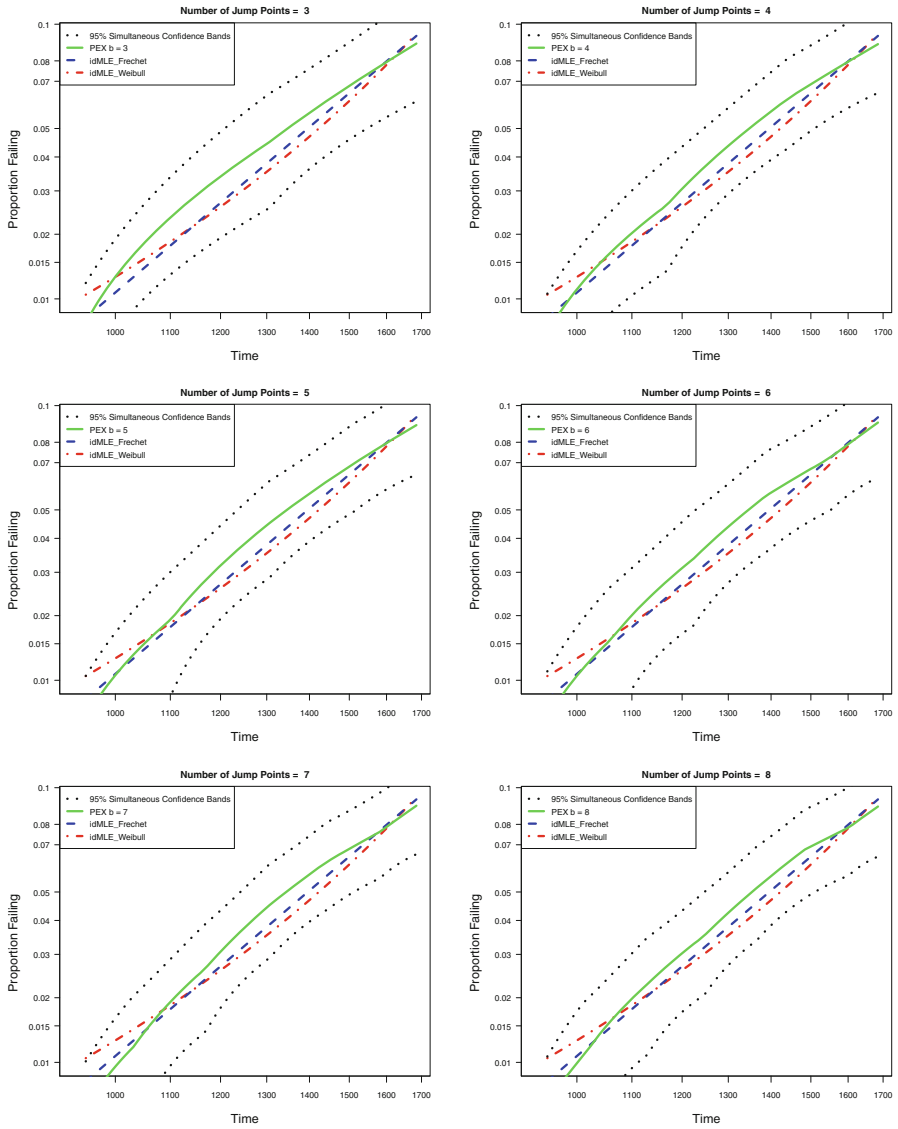 Number of Jump Points = 3
95% Simultaneous Confidence Bands
PEX b = 3
idMLE_Frechet
idMLE_Weibull
Proportion Failing
0.1
0.08
0.07
0.05
0.04
0.03
0.02
0.015
0.01
1000 1100 1200 1300 1400 1500 1600 1700
Time
Number of Jump Points = 4
95% Simultaneous Confidence Bands
PEX b = 4
idMLE_Frechet
idMLE_Weibull
Proportion Failing
0.1
0.08
0.07
0.05
0.04
0.03
0.02
0.015
0.01
1000 1100 1200 1300 1400 1500 1600 1700
Time
Number of Jump Points = 5
95% Simultaneous Confidence Bands
PEX b = 5
idMLE_Frechet
idMLE_Weibull
Proportion Failing
0.1
0.08
0.07
0.05
0.04
0.03
0.02
0.015
0.01
1000 1100 1200 1300 1400 1500 1600 1700
Time
Number of Jump Points = 6
95% Simultaneous Confidence Bands
PEX b = 6
idMLE_Frechet
idMLE_Weibull
Proportion Failing
0.1
0.08
0.07
0.05
0.04
0.03
0.02
0.015
0.01
1000 1100 1200 1300 1400 1500 1600 1700
Time
Number of Jump Points = 7
95% Simultaneous Confidence Bands
PEX b = 7
idMLE_Frechet
idMLE_Weibull
Proportion Failing
0.1
0.08
0.07
0.05
0.04
0.03
0.02
0.015
0.01
1000 1100 1200 1300 1400 1500 1600 1700
Time
Number of Jump Points = 8
95% Simultaneous Confidence Bands
PEX b = 8
idMLE_Frechet
idMLE_Weibull
Proportion Failing
0.1
0.08
0.07
0.05
0.04
0.03
0.02
0.015
0.01
1000 1100 1200 1300 1400 1500 1600 1700
Time